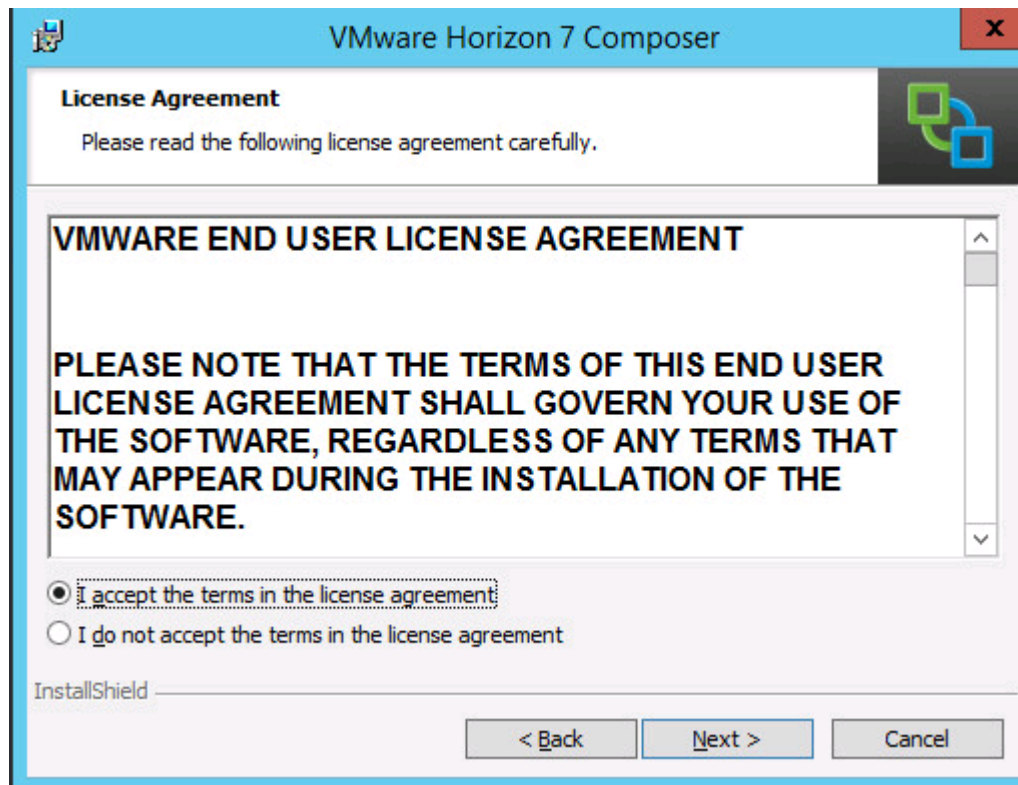 VMware Horizon 7 Composer
License Agreement
Please read the following license agreement carefully.
VMWARE END USER LICENSE AGREEMENT
PLEASE NOTE THAT THE TERMS OF THIS END USER
LICENSE AGREEMENT SHALL GOVERN YOUR USE OF
THE SOFTWARE, REGARDLESS OF ANY TERMS THAT
MAY APPEAR DURING THE INSTALLATION OF THE
SOFTWARE.
I accept the terms in the license agreement
I do not accept the terms in the license agreement
InstallShield
< Back Next > Cancel